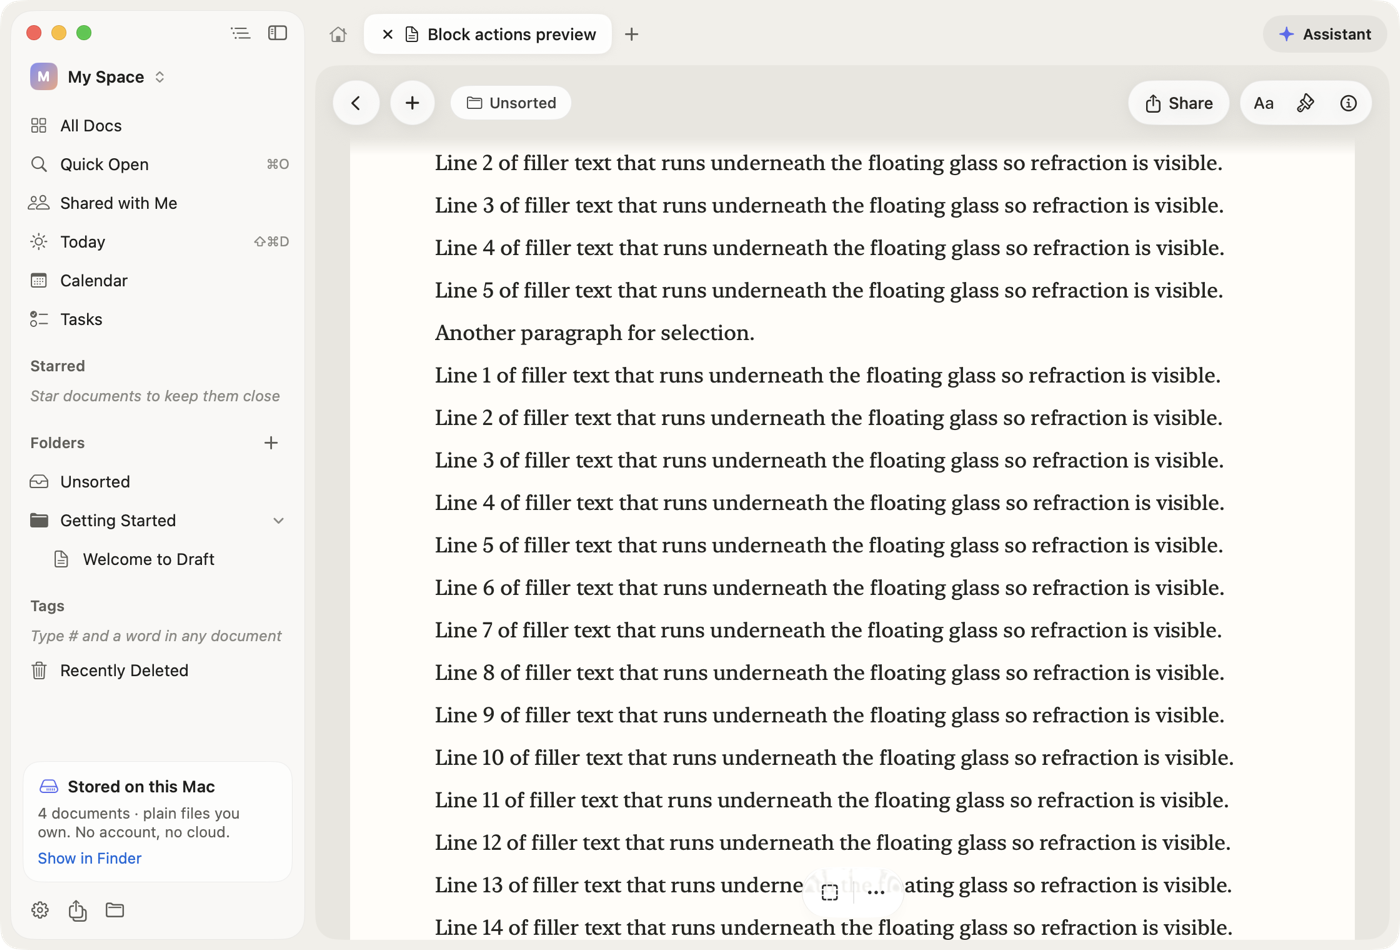 Block actions preview
Assistant
M My Space
All Docs
Quick Open ⌘O
Shared with Me
Today ⇧⌘D
Calendar
Tasks
Starred
Star documents to keep them close
Folders
Unsorted
Getting Started
Welcome to Draft
Tags
Type # and a word in any document
Recently Deleted
Stored on this Mac
4 documents · plain files you
own. No account, no cloud.
Show in Finder
Unsorted
Share
Aa
Line 2 of filler text that runs underneath the floating glass so refraction is visible.
Line 3 of filler text that runs underneath the floating glass so refraction is visible.
Line 4 of filler text that runs underneath the floating glass so refraction is visible.
Line 5 of filler text that runs underneath the floating glass so refraction is visible.
Another paragraph for selection.
Line 1 of filler text that runs underneath the floating glass so refraction is visible.
Line 2 of filler text that runs underneath the floating glass so refraction is visible.
Line 3 of filler text that runs underneath the floating glass so refraction is visible.
Line 4 of filler text that runs underneath the floating glass so refraction is visible.
Line 5 of filler text that runs underneath the floating glass so refraction is visible.
Line 6 of filler text that runs underneath the floating glass so refraction is visible.
Line 7 of filler text that runs underneath the floating glass so refraction is visible.
Line 8 of filler text that runs underneath the floating glass so refraction is visible.
Line 9 of filler text that runs underneath the floating glass so refraction is visible.
Line 10 of filler text that runs underneath the floating glass so refraction is visible.
Line 11 of filler text that runs underneath the floating glass so refraction is visible.
Line 12 of filler text that runs underneath the floating glass so refraction is visible.
Line 13 of filler text that runs underneath the floating glass so refraction is visible.
Line 14 of filler text that runs underneath the floating glass so refraction is visible.